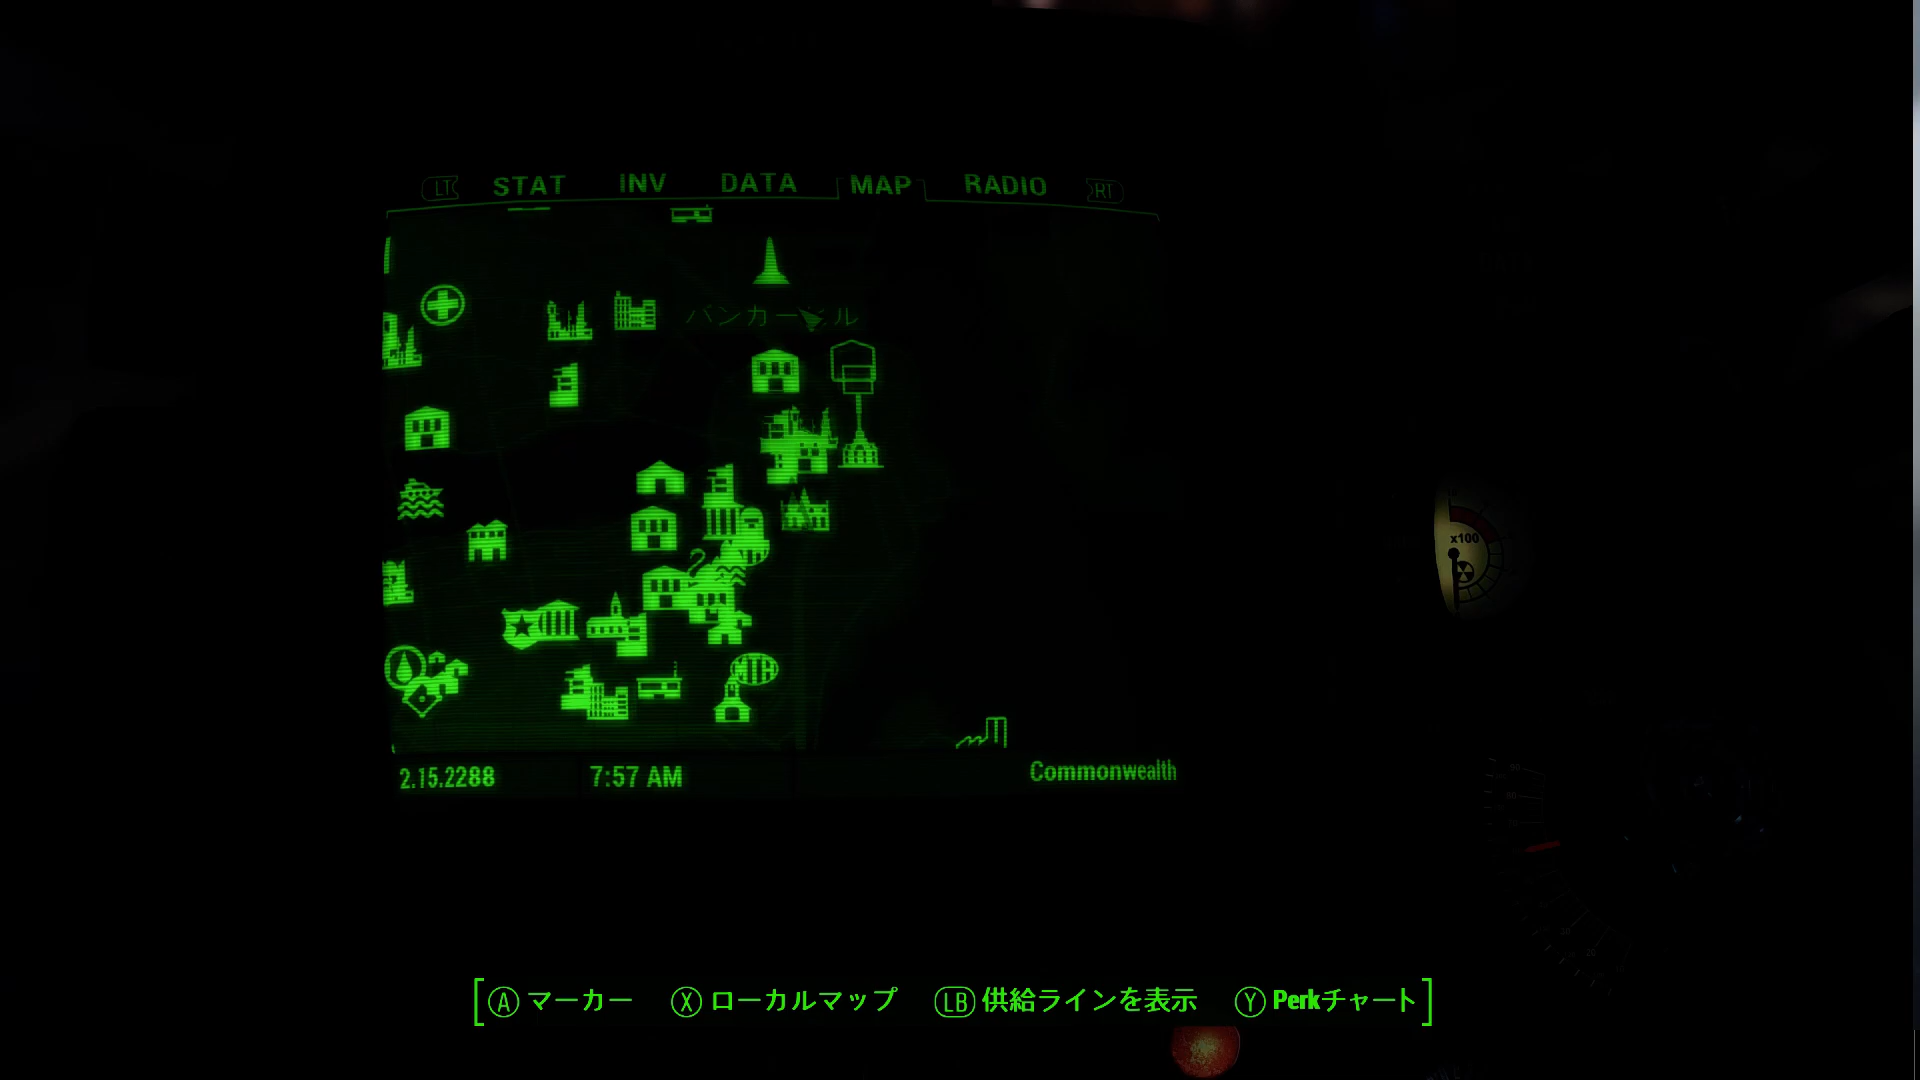 LT STAT INV DATA MAP RADIO RT
バンカーヒル
MTA
2.15.2288 7:57 AM Commonwealth
x100
A マーカー X ローカルマップ LB 供給ラインを表示 Y Perkチャート